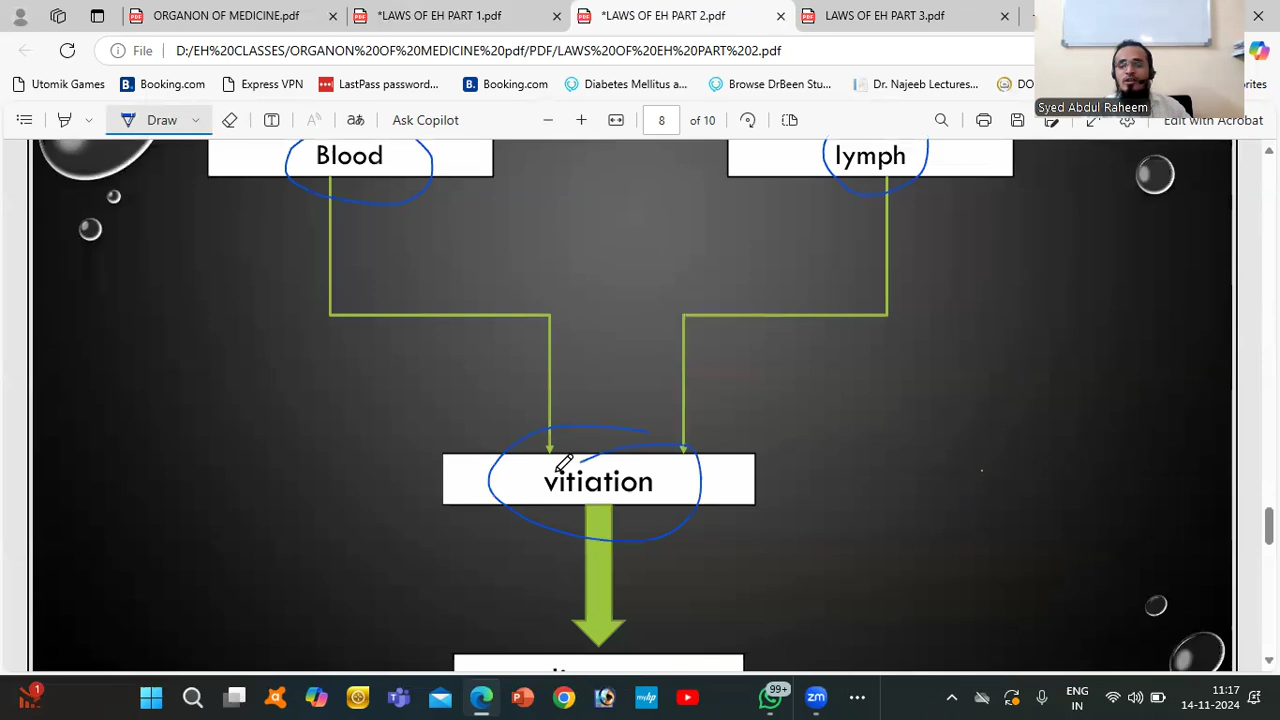 ORGANON OF MEDICINE.pdf
*LAWS OF EH PART 1.pdf
*LAWS OF EH PART 2.pdf
LAWS OF EH PART 3.pdf
File
D:/EH%20CLASSES/ORGANON%20OF%20MEDICINE%20pdf/PDF/LAWS%20OF%20EH%20PART%202.pdf
Utomik Games
Booking.com
Express VPN
LastPass password...
Booking.com
Diabetes Mellitus a...
Browse DrBeen Stu...
Dr. Najeeb Lectures...
Syed Abdul Raheem
Draw
Ask Copilot
8 of 10
Edit with Acrobat
Blood
lymph
vitiation
99+
ENG
IN
11:17
14-11-2024